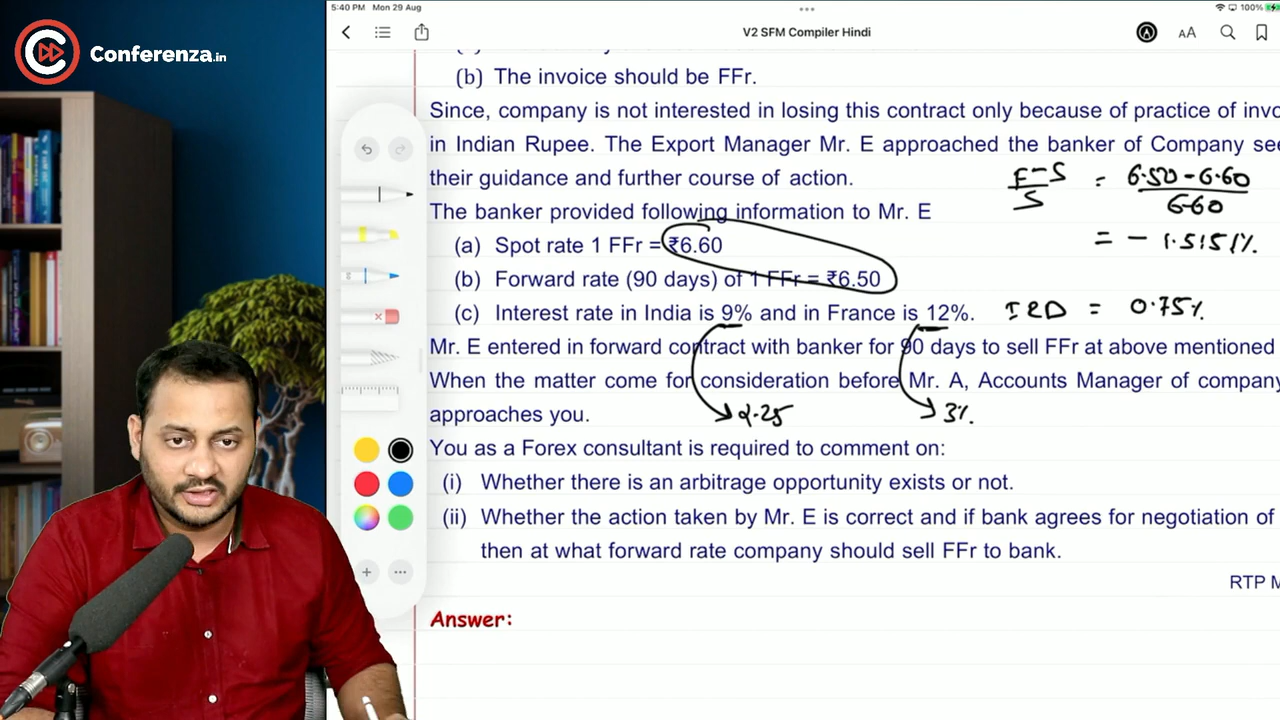 5:40 PM Mon 29 Aug
100%
Conferenza.in
V2 SFM Compiler Hindi
AA
(b) The invoice should be FFr.
Since, company is not interested in losing this contract only because of practice of invo
in Indian Rupee. The Export Manager Mr. E approached the banker of Company see
their guidance and further course of action.
F-S/S = 6.50-6.60/6.60
The banker provided following information to Mr. E
(a) Spot rate 1 FFr = ₹6.60
= - 1.5151%
(b) Forward rate (90 days) of 1 FFr = ₹6.50
(c) Interest rate in India is 9% and in France is 12%.
IRD = 0.75%
Mr. E entered in forward contract with banker for 90 days to sell FFr at above mentioned
When the matter come for consideration before Mr. A, Accounts Manager of company
approaches you.
2.25
3%.
You as a Forex consultant is required to comment on:
(i) Whether there is an arbitrage opportunity exists or not.
(ii) Whether the action taken by Mr. E is correct and if bank agrees for negotiation of
then at what forward rate company should sell FFr to bank.
RTP M
Answer: